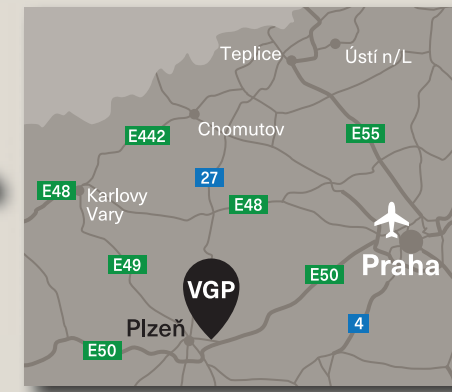 Teplice
Ústí n/L
Chomutov
E442
E55
27
E48
Karlovy
Vary
E48
E49
E50
Praha
VGP
Plzeň
4
E50